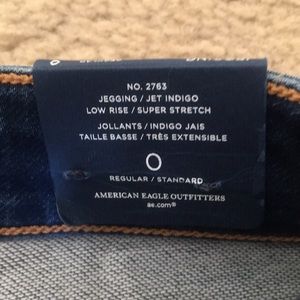 NO. 2763
JEGGING / JET INDIGO
LOW RISE / SUPER STRETCH
JOLLANTS / INDIGO JAIS
TAILLE BASSE / TRÈS EXTENSIBLE
0
REGULAR / STANDARD
AMERICAN EAGLE OUTFITTERS
ae.com®